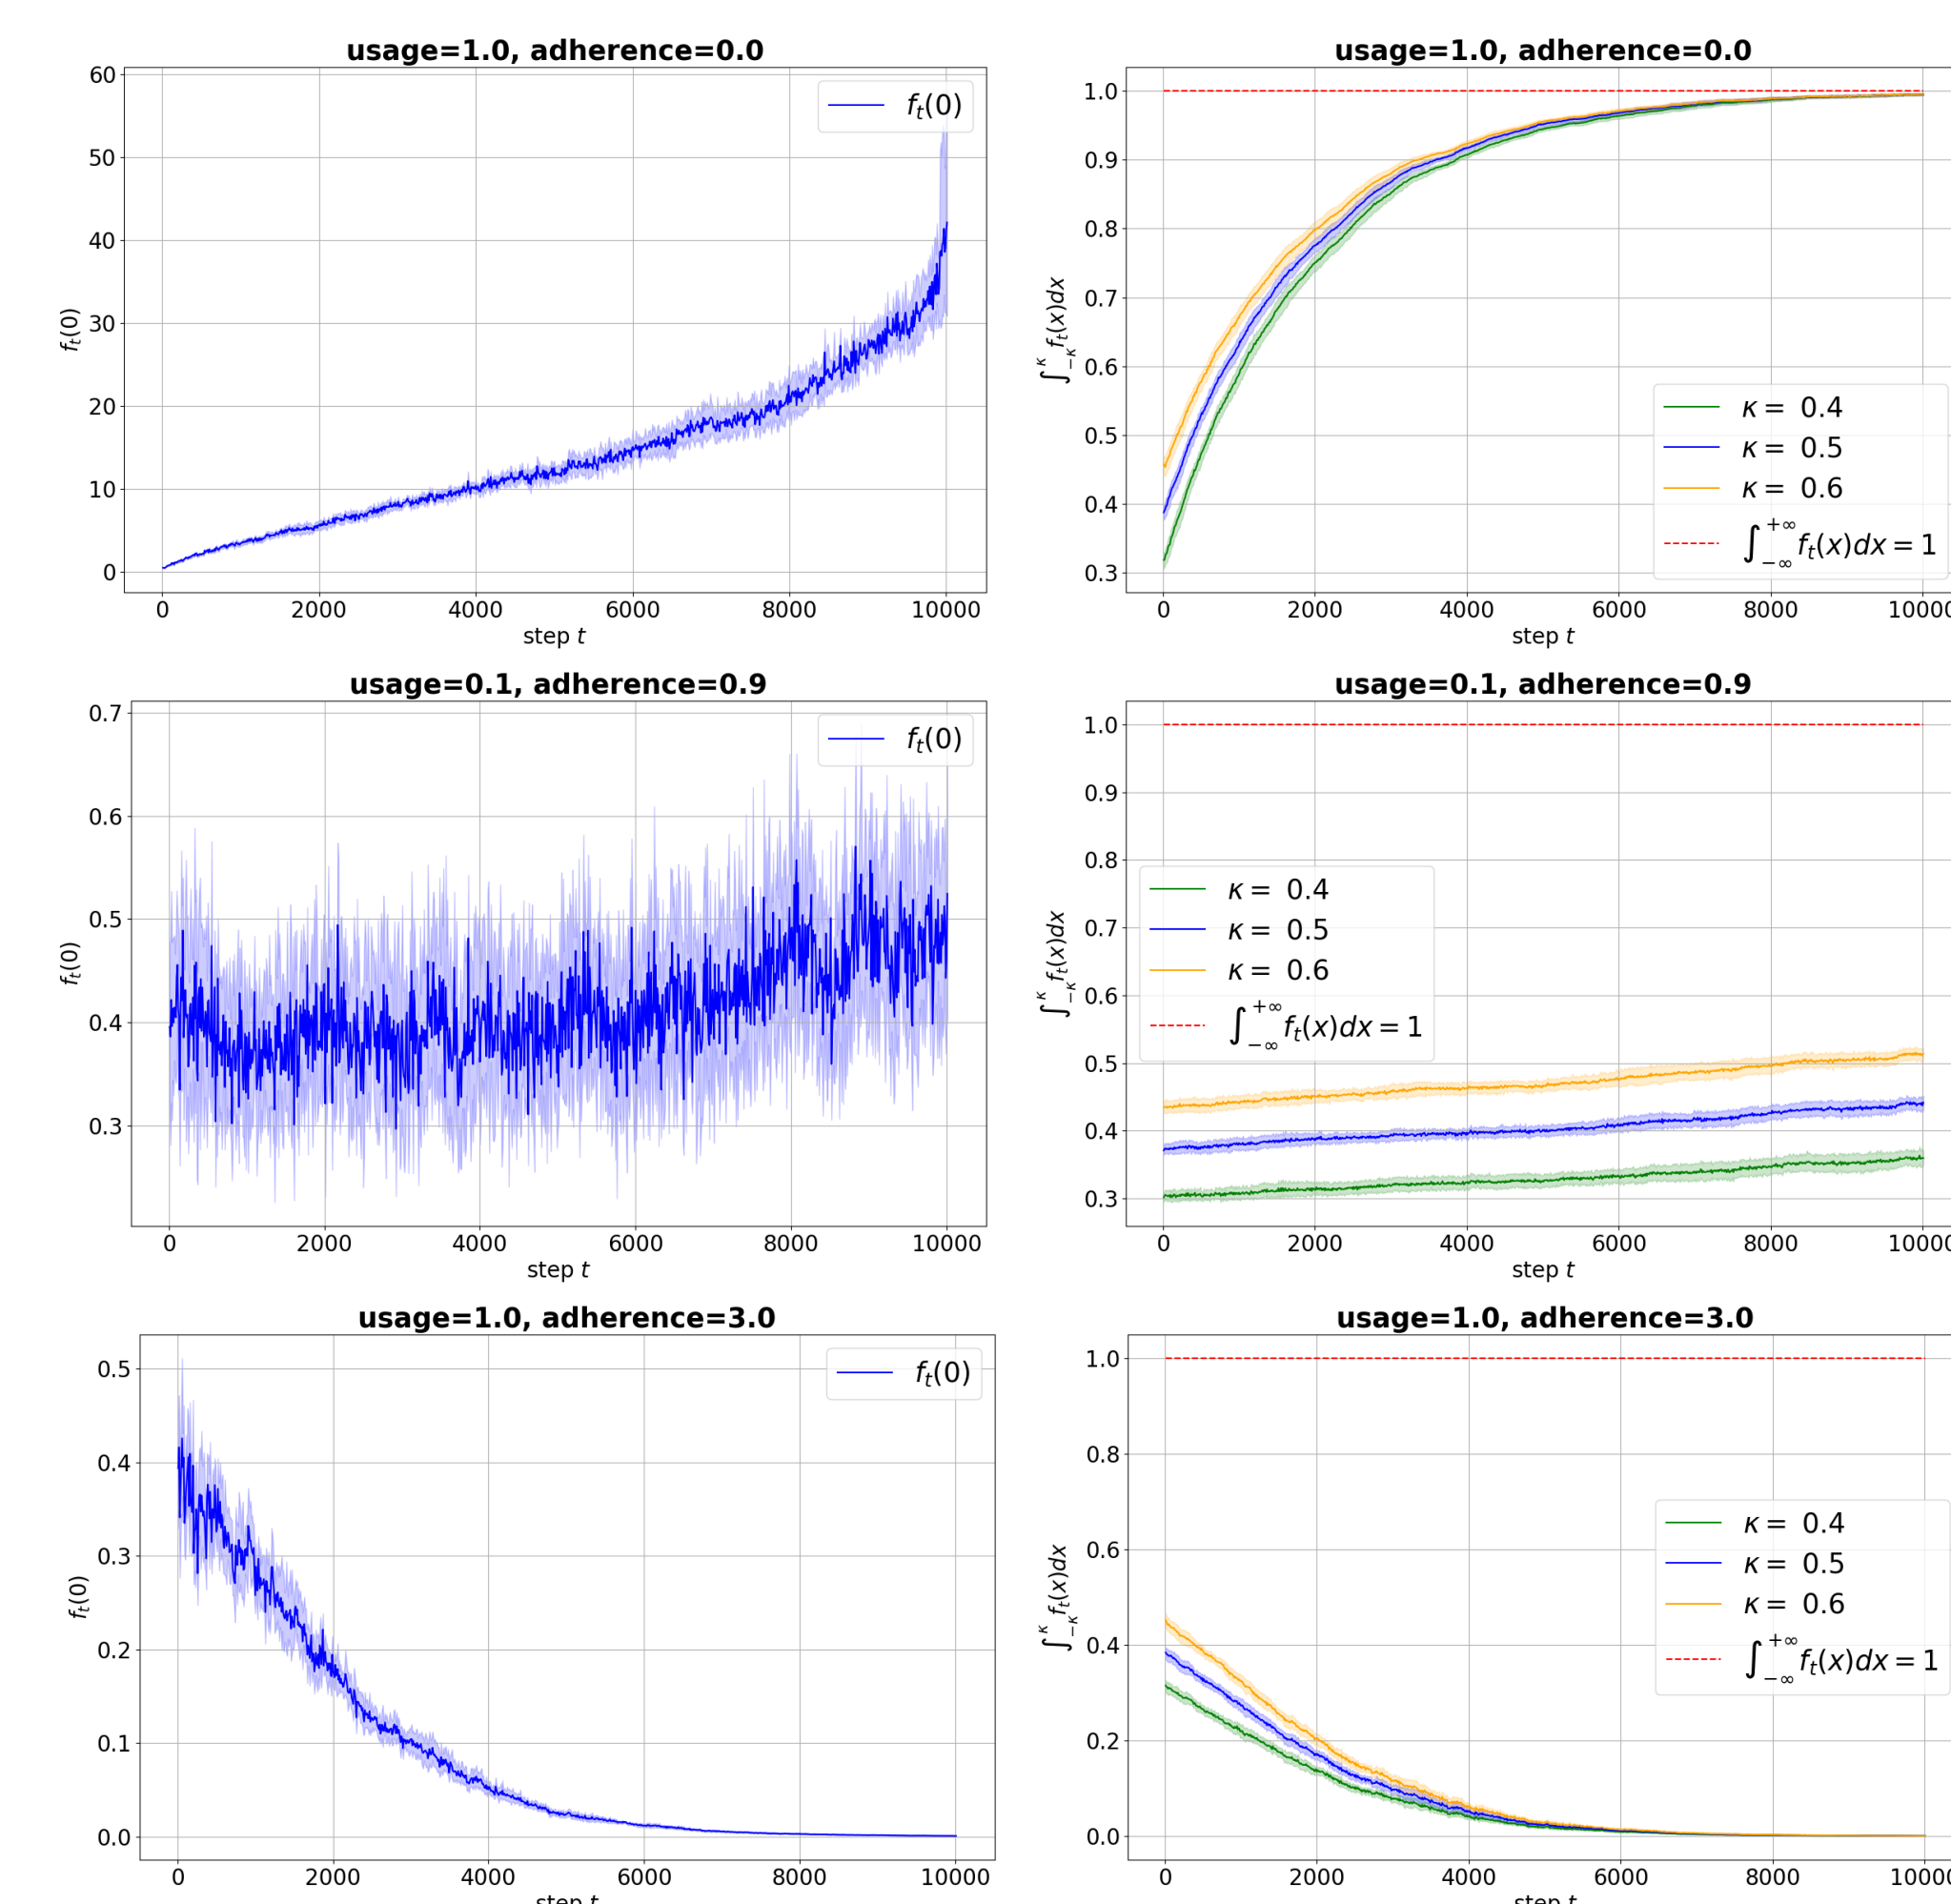 usage=1.0, adherence=0.0
60
50
40
30
20
10
0
f_t(0)
f_t(0)
0 2000 4000 6000 8000 10000
step t
usage=1.0, adherence=0.0
1.0
0.9
0.8
0.7
0.6
0.5
0.4
0.3
∫_{-κ}^{κ} f_t(x)dx
κ = 0.4
κ = 0.5
κ = 0.6
∫_{-∞}^{+∞} f_t(x)dx = 1
0 2000 4000 6000 8000 10000
step t
usage=0.1, adherence=0.9
0.7
0.6
0.5
0.4
0.3
f_t(0)
f_t(0)
0 2000 4000 6000 8000 10000
step t
usage=0.1, adherence=0.9
1.0
0.9
0.8
0.7
0.6
0.5
0.4
0.3
∫_{-κ}^{κ} f_t(x)dx
κ = 0.4
κ = 0.5
κ = 0.6
∫_{-∞}^{+∞} f_t(x)dx = 1
0 2000 4000 6000 8000 10000
step t
usage=1.0, adherence=3.0
0.5
0.4
0.3
0.2
0.1
0.0
f_t(0)
f_t(0)
0 2000 4000 6000 8000 10000
step t
usage=1.0, adherence=3.0
1.0
0.8
0.6
0.4
0.2
0.0
∫_{-κ}^{κ} f_t(x)dx
κ = 0.4
κ = 0.5
κ = 0.6
∫_{-∞}^{+∞} f_t(x)dx = 1
0 2000 4000 6000 8000 10000
step t